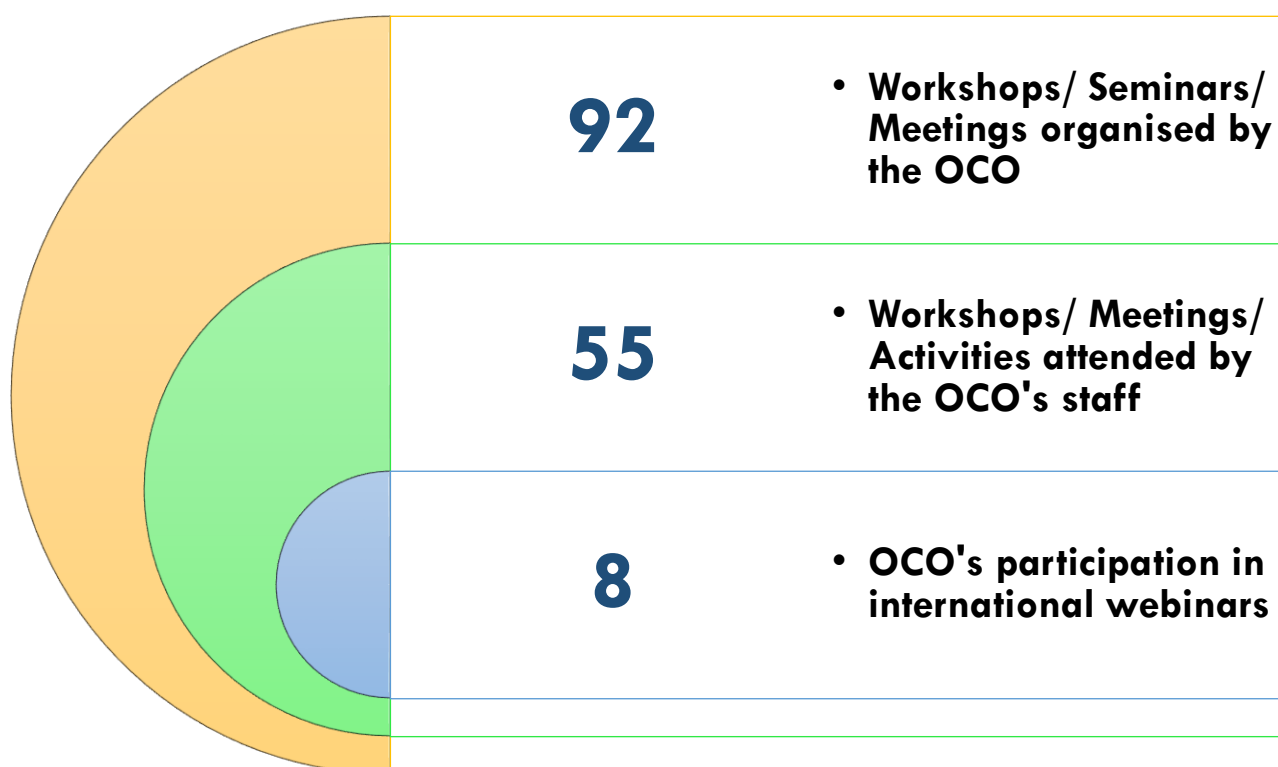 92
• Workshops/ Seminars/
Meetings organised by
the OCO
55
• Workshops/ Meetings/
Activities attended by
the OCO's staff
8
• OCO's participation in
international webinars